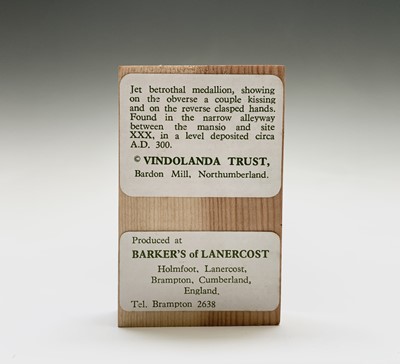 Jet betrothal medallion, showing
on the obverse a couple kissing
and on the reverse clasped hands.
Found in the narrow alleyway
between the mansio and site
XXX, in a level deposited circa
A.D. 300.
© VINDOLANDA TRUST,
Bardon Mill, Northumberland.
Produced at
BARKER'S of LANERCOST
Holmfoot, Lanercost,
Brampton, Cumberland,
England.
Tel. Brampton 2638